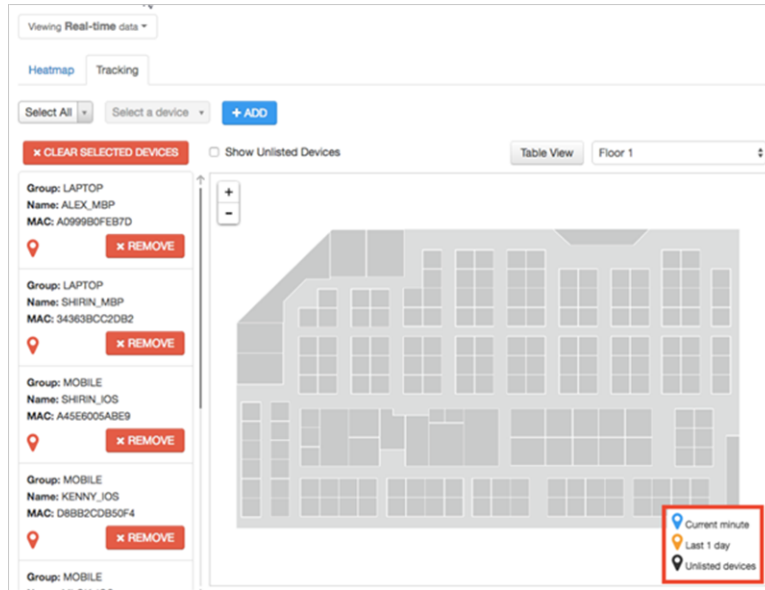 Viewing Real-time data
Heatmap Tracking
Select All Select a device + ADD
× CLEAR SELECTED DEVICES Show Unlisted Devices Table View Floor 1
Group: LAPTOP
Name: ALEX_MBP
MAC: A0999B0FEB7D
× REMOVE
Group: LAPTOP
Name: SHIRIN_MBP
MAC: 34363BCC2DB2
× REMOVE
Group: MOBILE
Name: SHIRIN_IOS
MAC: A45E6005ABE9
× REMOVE
Group: MOBILE
Name: KENNY_IOS
MAC: D8BB2CDB50F4
× REMOVE
Group: MOBILE
+
-
Current minute
Last 1 day
Unlisted devices